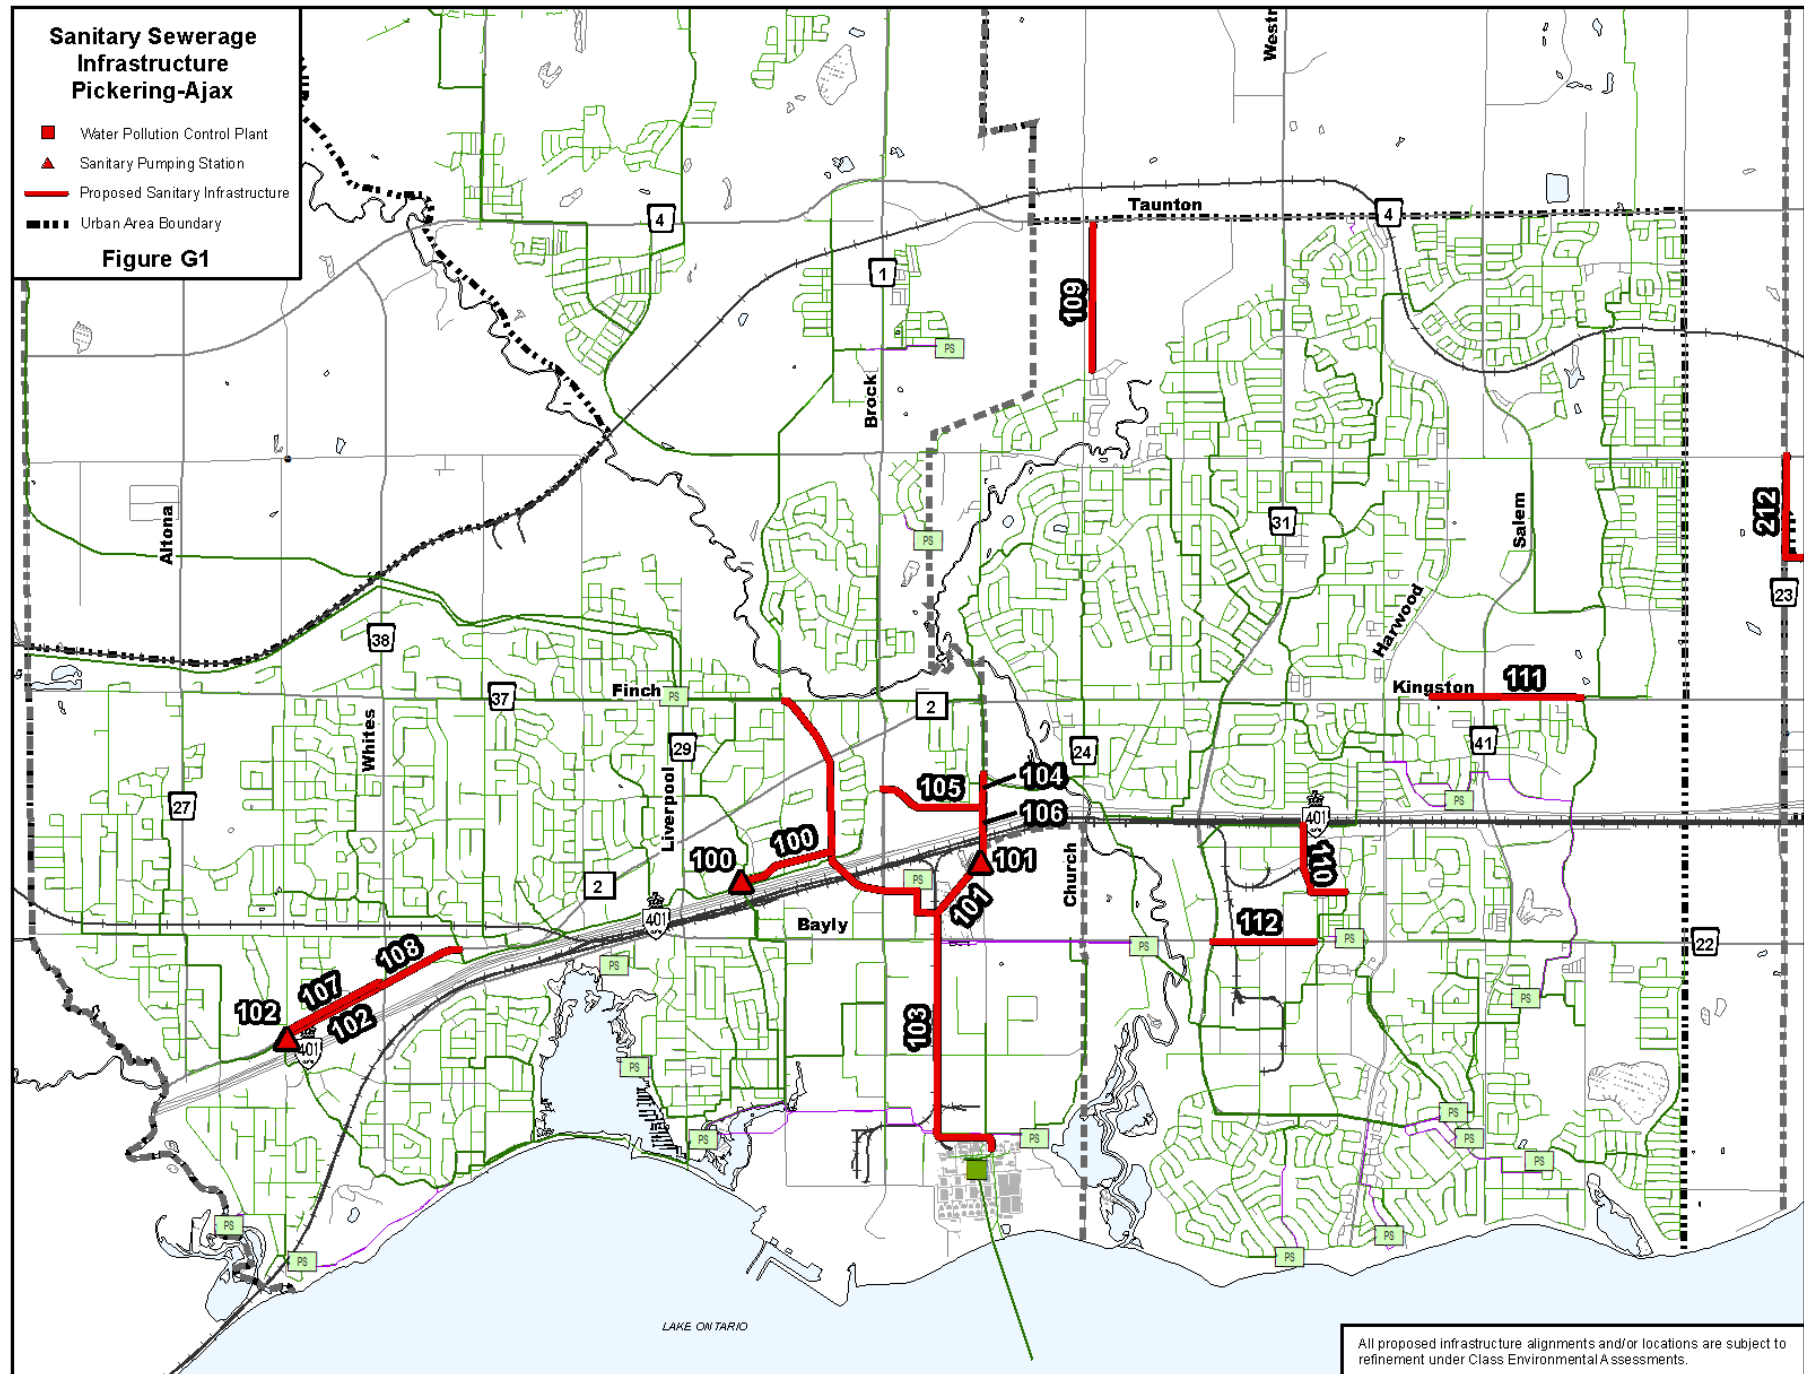 Sanitary Sewerage
Infrastructure
Pickering-Ajax
Water Pollution Control Plant
Sanitary Pumping Station
Proposed Sanitary Infrastructure
Urban Area Boundary
Figure G1
Taunton
4
4
1
109
Brock
Altona
Salem
212
31
23
38
Harwood
Finch
37
Kingston
111
2
Whites
29
24
41
Liverpool
104
105
106
27
401
100
100
101
110
PS
PS
PS
PS
PS
2
401
101
Church
Bayly
112
PS
PS
22
108
107
102
102
401
PS
PS
PS
103
PS
PS
PS
PS
PS
PS
PS
PS
PS
PS
LAKE ONTARIO
All proposed infrastructure alignments and/or locations are subject to
refinement under Class Environmental Assessments.